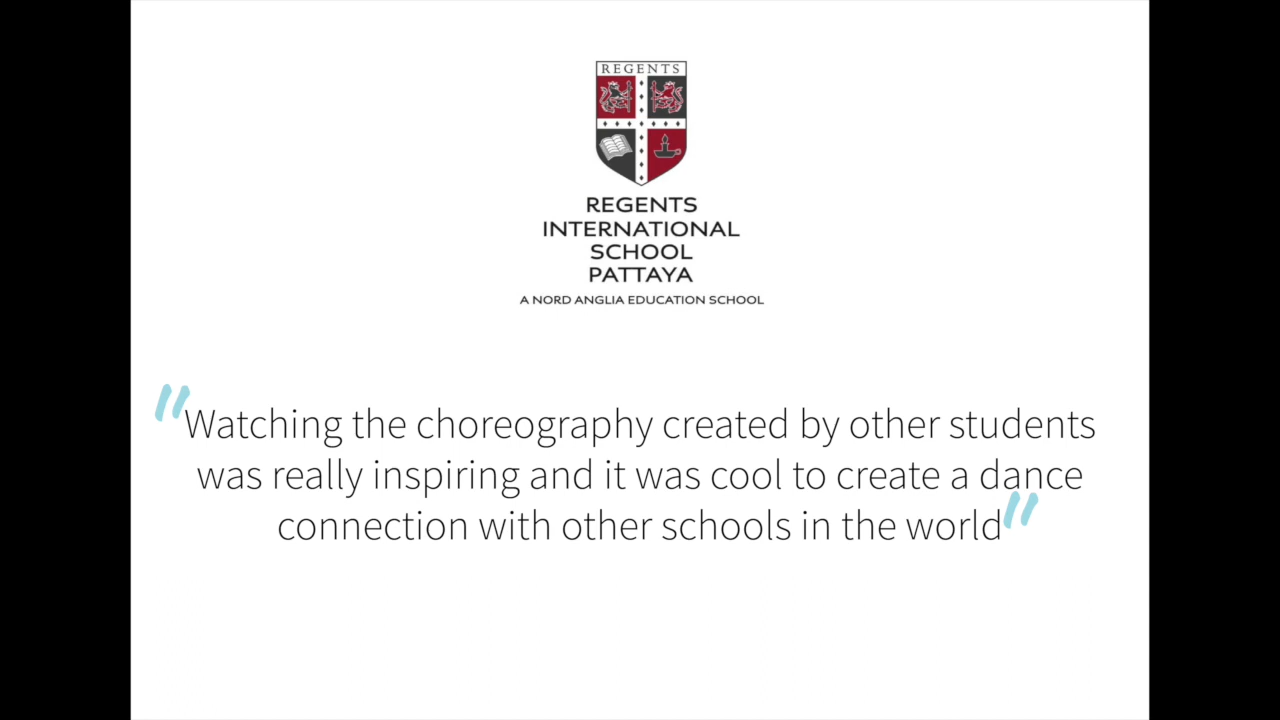 REGENTS
REGENTS
INTERNATIONAL
SCHOOL
PATTAYA
A NORD ANGLIA EDUCATION SCHOOL
"Watching the choreography created by other students
was really inspiring and it was cool to create a dance
connection with other schools in the world"